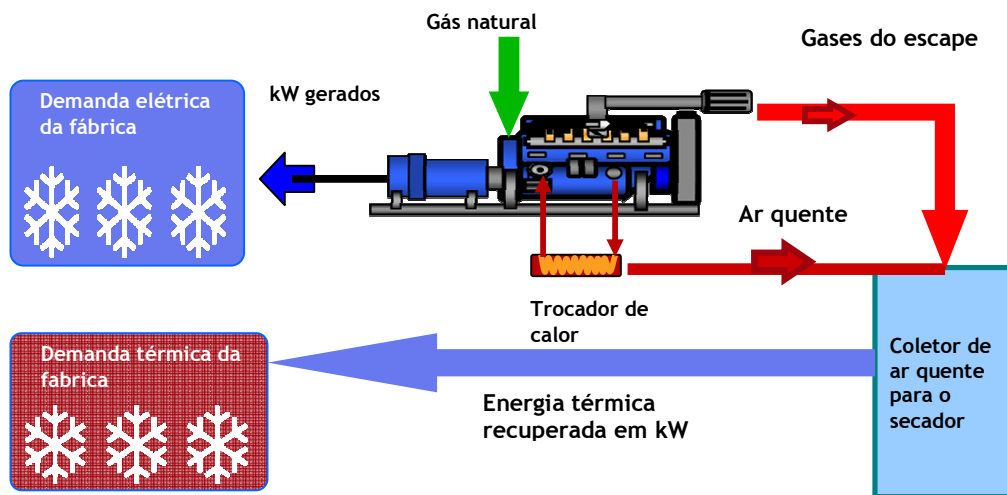 Gás natural
Gases do escape
Demanda elétrica
da fábrica
kW gerados
Ar quente
Trocador de
calor
Demanda térmica da
fabrica
Energia térmica
recuperada em kW
Coletor de
ar quente
para o
secador